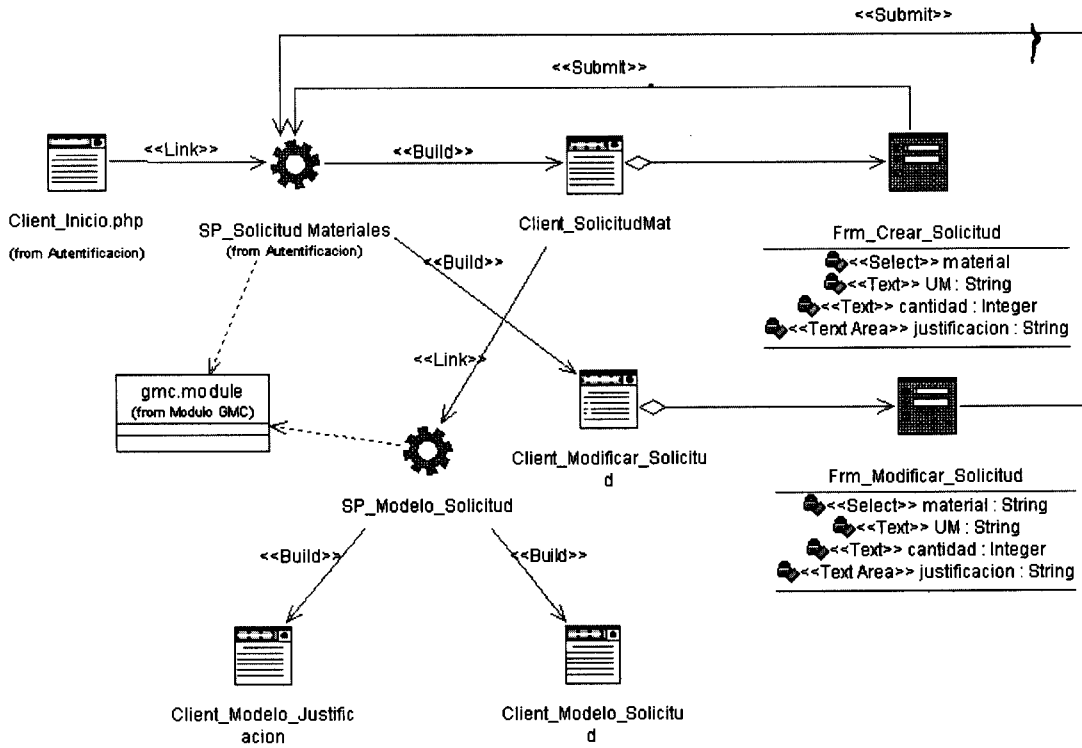 <<Submit>>
<<Submit>>
<<Link>>
<<Build>>
Client_Inicio.php
(from Autentificacion)
SP_Solicitud Materiales
(from Autentificacion)
Client_SolicitudMat
Frm_Crear_Solicitud
<<Select>> material
<<Text>> UM : String
<<Text>> cantidad : Integer
<<Text Area>> justificacion : String
<<Build>>
<<Link>>
gmc.module
(from Modulo GMC)
SP_Modelo_Solicitud
Client_Modificar_Solicitu
d
Frm_Modificar_Solicitud
<<Select>> material : String
<<Text>> UM : String
<<Text>> cantidad : Integer
<<Text Area>> justificacion : String
<<Build>>
<<Build>>
Client_Modelo_Justific
acion
Client_Modelo_Solicitu
d